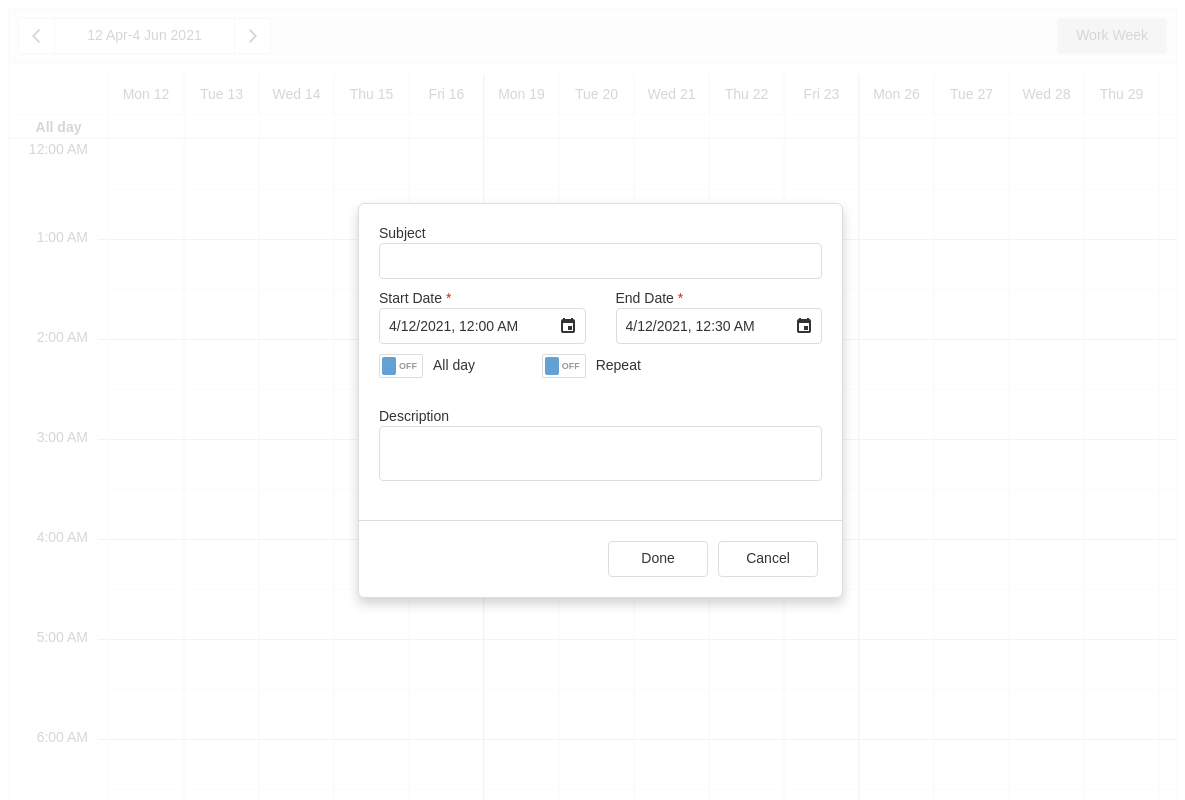 12 Apr-4 Jun 2021 Work Week
Mon 12 Tue 13 Wed 14 Thu 15 Fri 16 Mon 19 Tue 20 Wed 21 Thu 22 Fri 23 Mon 26 Tue 27 Wed 28 Thu 29
All day
12:00 AM
1:00 AM
2:00 AM
3:00 AM
4:00 AM
5:00 AM
6:00 AM
Subject
Start Date * End Date *
4/12/2021, 12:00 AM 4/12/2021, 12:30 AM
OFF All day OFF Repeat
Description
Done Cancel